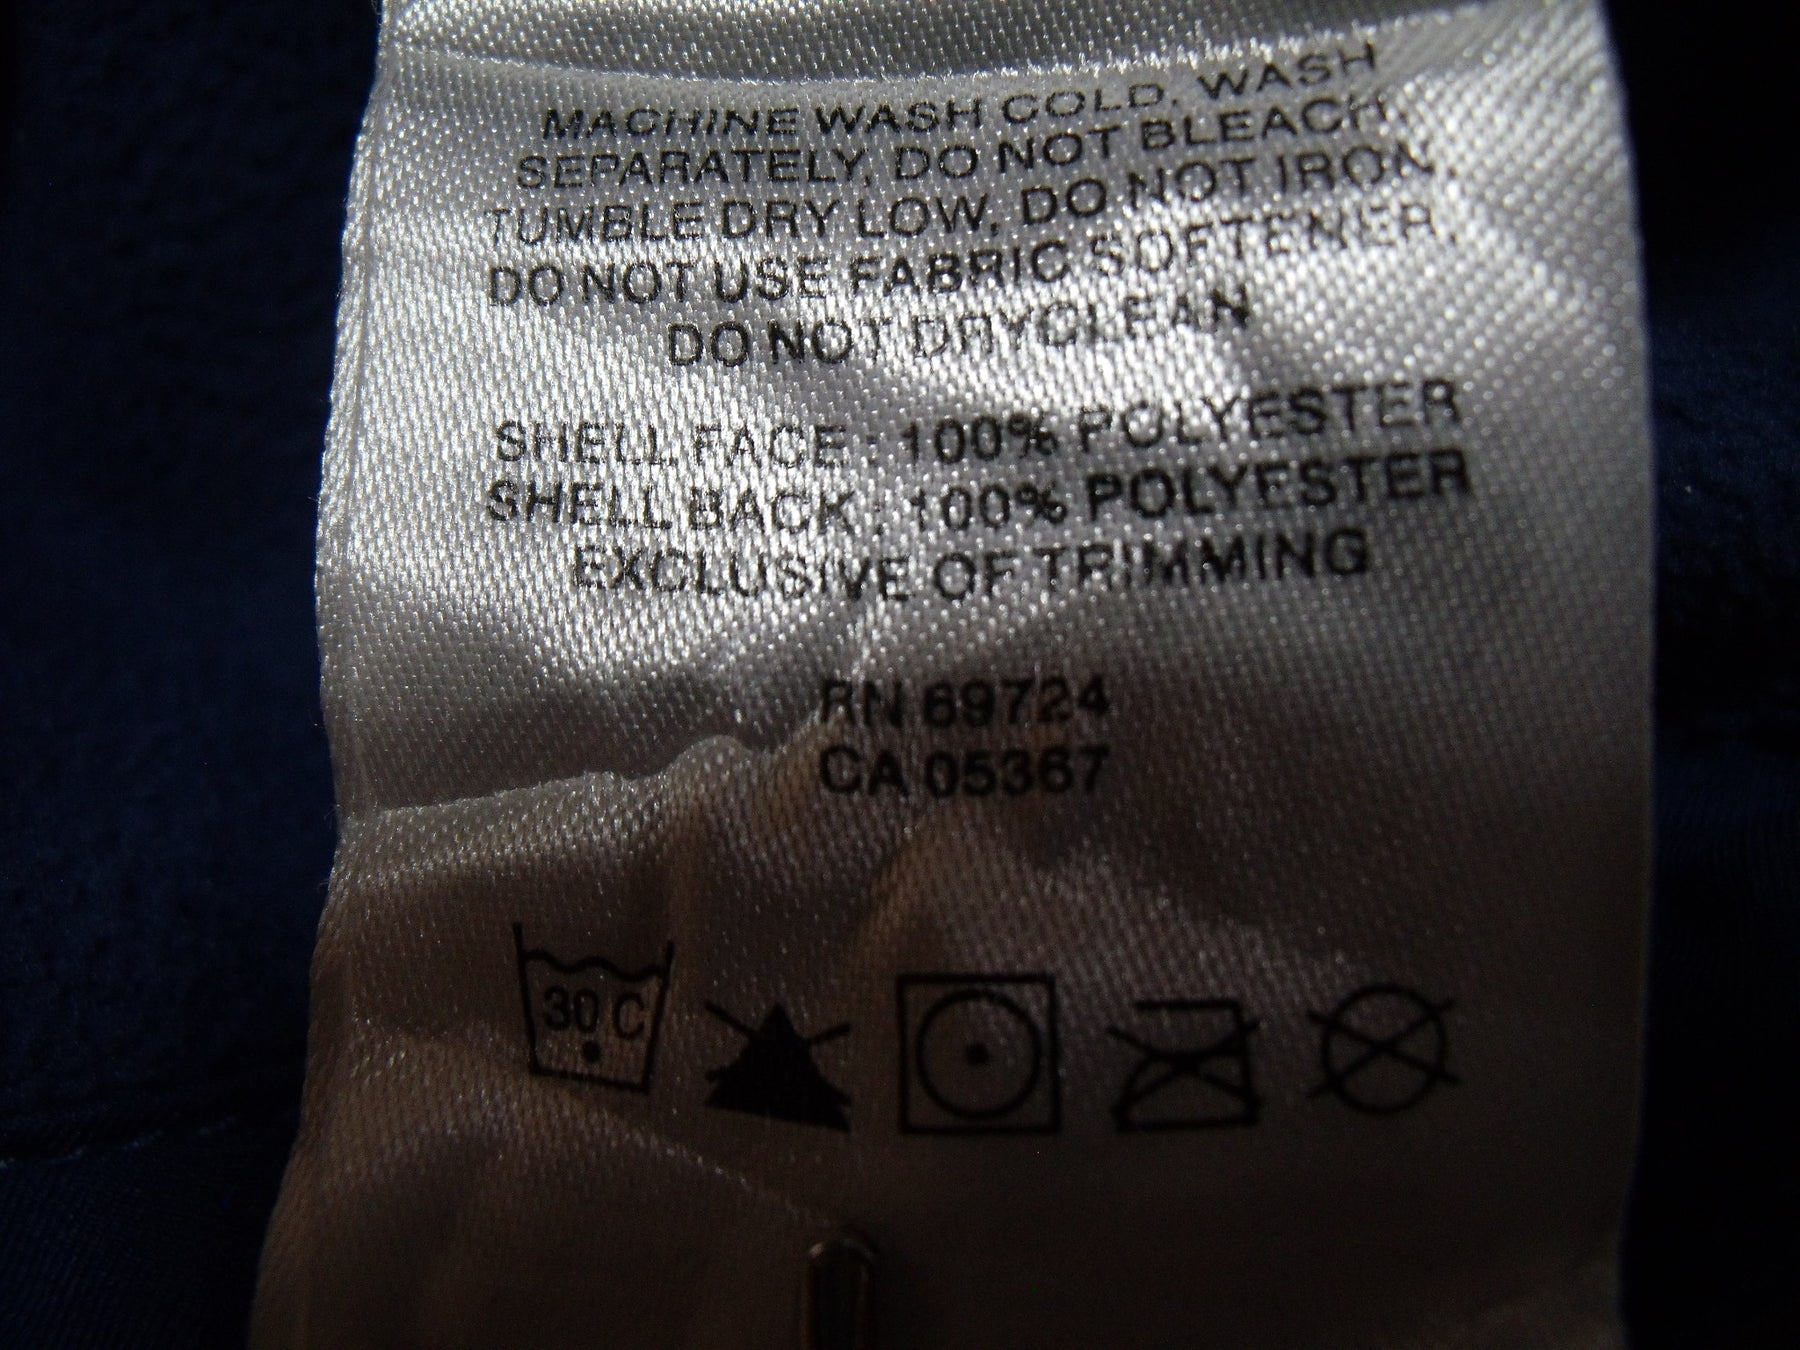 MACHINE WASH COLD, WASH
SEPARATELY, DO NOT BLEACH,
TUMBLE DRY LOW, DO NOT IRON,
DO NOT USE FABRIC SOFTENER,
DO NOT DRYCLEAN
SHELL FACE : 100% POLYESTER
SHELL BACK : 100% POLYESTER
EXCLUSIVE OF TRIMMING
RN 69724
CA 05367
30 C